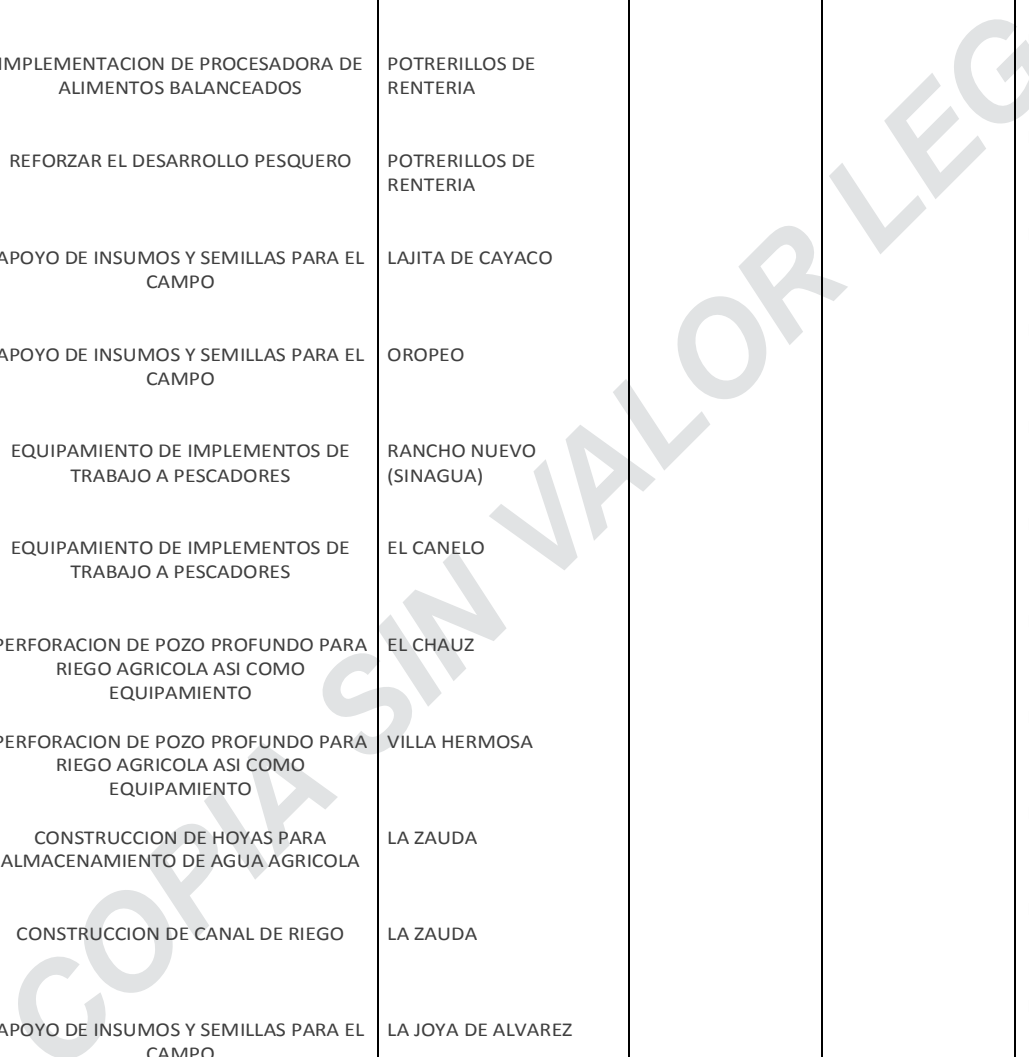 IMPLEMENTACION DE PROCESADORA DE
ALIMENTOS BALANCEADOS
POTRERILLOS DE
RENTERIA
REFORZAR EL DESARROLLO PESQUERO
POTRERILLOS DE
RENTERIA
APOYO DE INSUMOS Y SEMILLAS PARA EL
CAMPO
LAJITA DE CAYACO
APOYO DE INSUMOS Y SEMILLAS PARA EL
CAMPO
OROPEO
EQUIPAMIENTO DE IMPLEMENTOS DE
TRABAJO A PESCADORES
RANCHO NUEVO
(SINAGUA)
EQUIPAMIENTO DE IMPLEMENTOS DE
TRABAJO A PESCADORES
EL CANELO
PERFORACION DE POZO PROFUNDO PARA
RIEGO AGRICOLA ASI COMO
EQUIPAMIENTO
EL CHAUZ
PERFORACION DE POZO PROFUNDO PARA
RIEGO AGRICOLA ASI COMO
EQUIPAMIENTO
VILLA HERMOSA
CONSTRUCCION DE HOYAS PARA
ALMACENAMIENTO DE AGUA AGRICOLA
LA ZAUDA
CONSTRUCCION DE CANAL DE RIEGO
LA ZAUDA
APOYO DE INSUMOS Y SEMILLAS PARA EL
CAMPO
LA JOYA DE ALVAREZ
COPIA SIN VALOR LEG